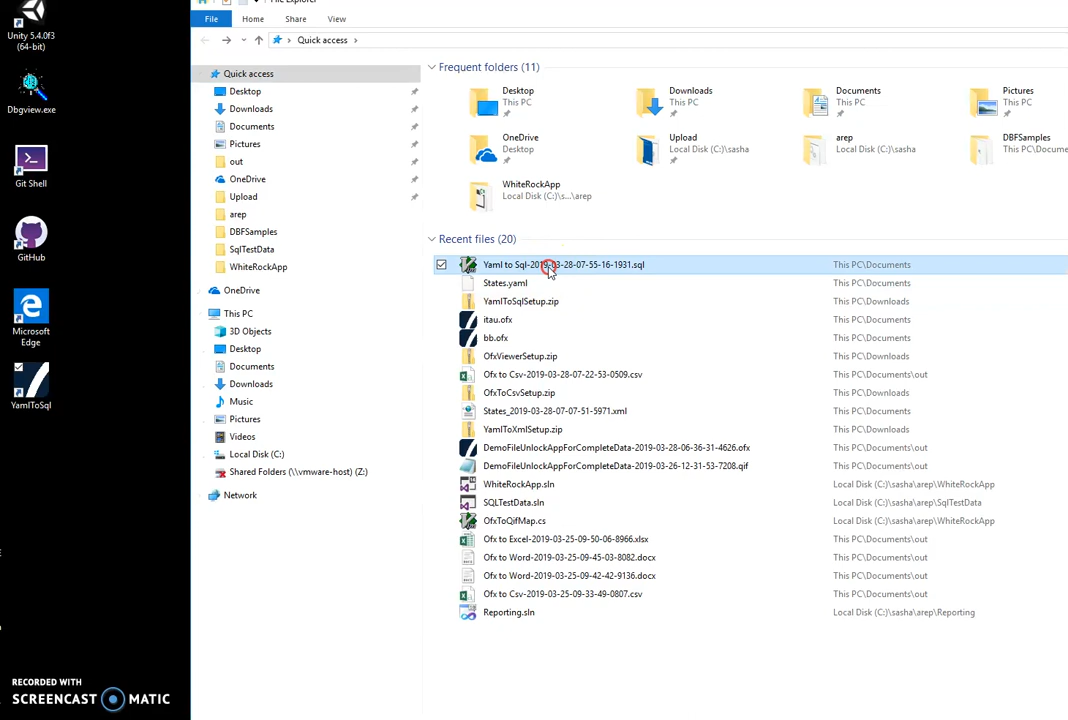 Unity 5.4.0f3
(64-bit)
Dbgview.exe
Git Shell
GitHub
Microsoft
Edge
YamlToSql
RECORDED WITH
SCREENCAST MATIC
File Explorer
File Home Share View
Quick access
Quick access
Desktop
Downloads
Documents
Pictures
out
OneDrive
Upload
arep
DBFSamples
SqlTestData
WhiteRockApp
OneDrive
This PC
3D Objects
Desktop
Documents
Downloads
Music
Pictures
Videos
Local Disk (C:)
Shared Folders (\\vmware-host) (Z:)
Network
Frequent folders (11)
Desktop
This PC
Downloads
This PC
Documents
This PC
Pictures
This PC
OneDrive
Desktop
Upload
Local Disk (C:)\sasha
arep
Local Disk (C:)\sasha
DBFSamples
This PC\Docume
WhiteRockApp
Local Disk (C:)\s...\arep
Recent files (20)
Yaml to Sql-2019-03-28-07-55-16-1931.sql This PC\Documents
States.yaml This PC\Documents
YamlToSqlSetup.zip This PC\Downloads
itau.ofx This PC\Documents
bb.ofx This PC\Documents
OfxViewerSetup.zip This PC\Downloads
Ofx to Csv-2019-03-28-07-22-53-0509.csv This PC\Documents\out
OfxToCsvSetup.zip This PC\Downloads
States_2019-03-28-07-07-51-5971.xml This PC\Documents
YamlToXmlSetup.zip This PC\Downloads
DemoFileUnlockAppForCompleteData-2019-03-28-06-36-31-4626.ofx This PC\Documents\out
DemoFileUnlockAppForCompleteData-2019-03-26-12-31-53-7208.qif This PC\Documents\out
WhiteRockApp.sln Local Disk (C:)\sasha\arep\WhiteRockApp
SQLTestData.sln Local Disk (C:)\sasha\arep\SqlTestData
OfxToQifMap.cs Local Disk (C:)\sasha\arep\WhiteRockApp
Ofx to Excel-2019-03-25-09-50-06-8966.xlsx This PC\Documents\out
Ofx to Word-2019-03-25-09-45-03-8082.docx This PC\Documents\out
Ofx to Word-2019-03-25-09-42-42-9136.docx This PC\Documents\out
Ofx to Csv-2019-03-25-09-33-49-0807.csv This PC\Documents\out
Reporting.sln Local Disk (C:)\sasha\arep\Reporting